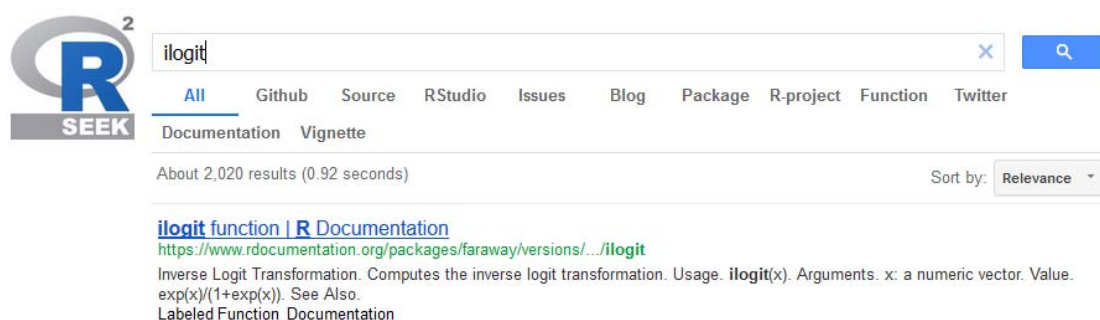 R2
SEEK
ilogit
All Github Source RStudio Issues Blog Package R-project Function Twitter
Documentation Vignette
About 2,020 results (0.92 seconds)
Sort by: Relevance
ilogit function | R Documentation
https://www.rdocumentation.org/packages/faraway/versions/.../ilogit
Inverse Logit Transformation. Computes the inverse logit transformation. Usage. ilogit(x). Arguments. x: a numeric vector. Value.
exp(x)/(1+exp(x)). See Also.
Labeled Function Documentation